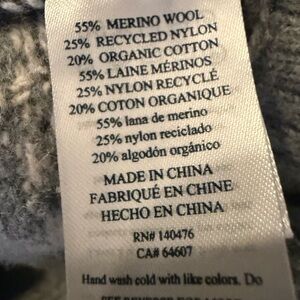 55% MERINO WOOL
25% RECYCLED NYLON
20% ORGANIC COTTON
55% LAINE MÉRINOS
25% NYLON RECYCLÉ
20% COTON ORGANIQUE
55% lana de merino
25% nylon reciclado
20% algodón orgánico
MADE IN CHINA
FABRIQUÉ EN CHINE
HECHO EN CHINA
RN# 140476
CA# 64607
Hand wash cold with like colors. Do